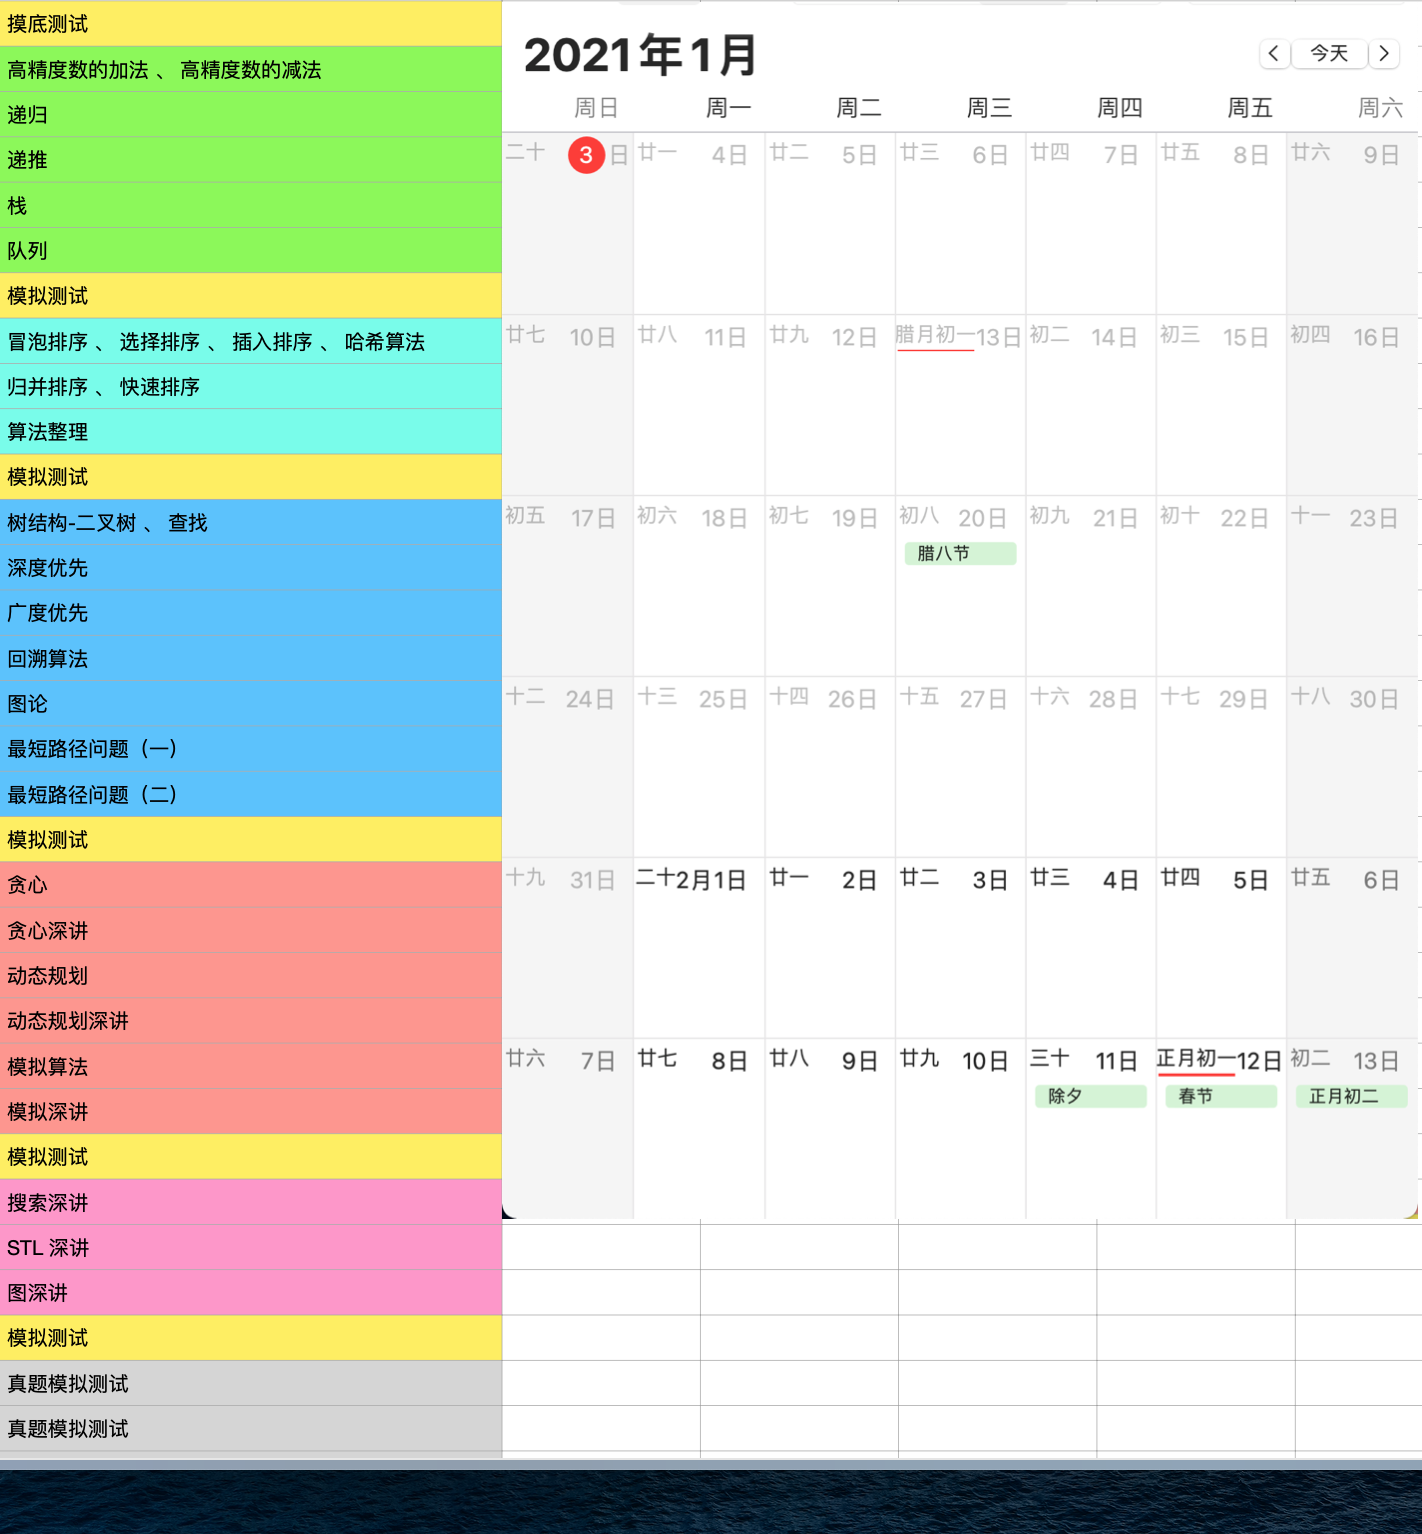 摸底测试
高精度数的加法 、 高精度数的减法
递归
递推
栈
队列
模拟测试
冒泡排序 、 选择排序 、 插入排序 、 哈希算法
归并排序 、 快速排序
算法整理
模拟测试
树结构-二叉树 、 查找
深度优先
广度优先
回溯算法
图论
最短路径问题（一）
最短路径问题（二）
模拟测试
贪心
贪心深讲
动态规划
动态规划深讲
模拟算法
模拟深讲
模拟测试
搜索深讲
STL 深讲
图深讲
模拟测试
真题模拟测试
真题模拟测试
2021年1月
< 今天 >
周日 周一 周二 周三 周四 周五 周六
二十 3日 廿一 4日 廿二 5日 廿三 6日 廿四 7日 廿五 8日 廿六 9日
廿七 10日 廿八 11日 廿九 12日 腊月初一13日 初二 14日 初三 15日 初四 16日
初五 17日 初六 18日 初七 19日 初八 20日 初九 21日 初十 22日 十一 23日
腊八节
十二 24日 十三 25日 十四 26日 十五 27日 十六 28日 十七 29日 十八 30日
十九 31日 二十2月1日 廿一 2日 廿二 3日 廿三 4日 廿四 5日 廿五 6日
廿六 7日 廿七 8日 廿八 9日 廿九 10日 三十 11日 正月初一12日 初二 13日
除夕 春节 正月初二